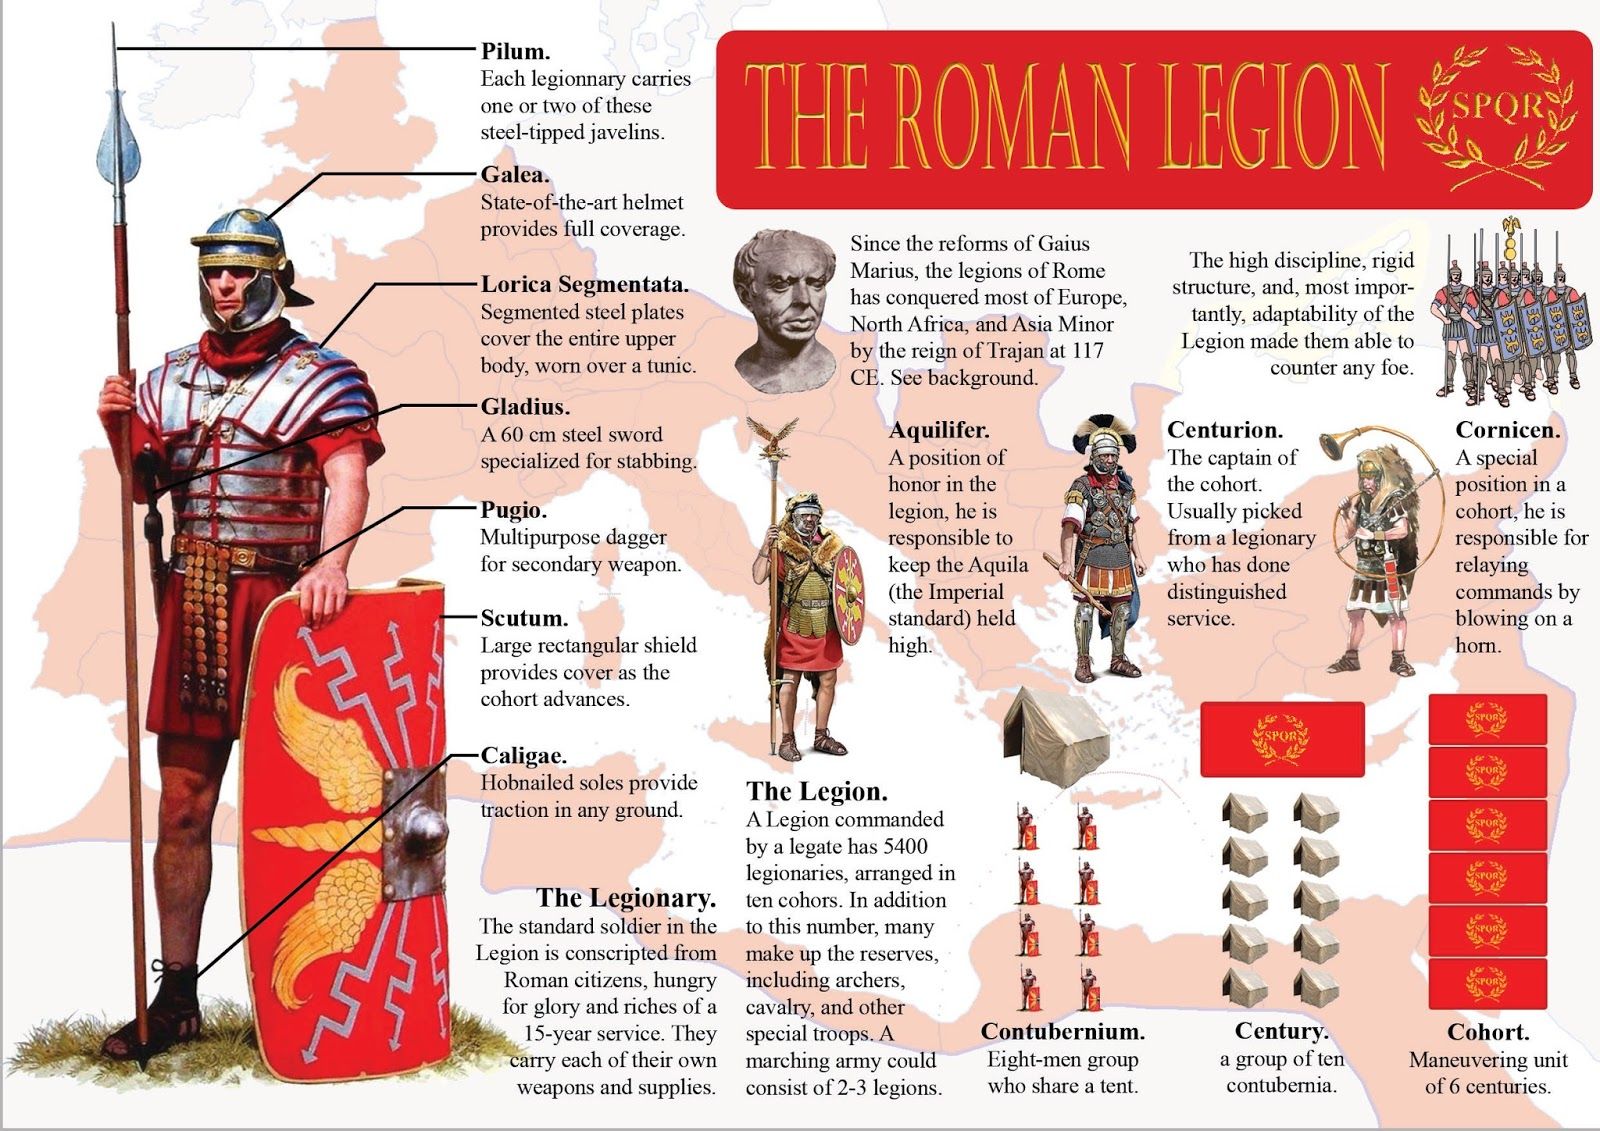 THE ROMAN LEGION
SPQR
Pilum.
Each legionnary carries
one or two of these
steel-tipped javelins.
Galea.
State-of-the-art helmet
provides full coverage.
Lorica Segmentata.
Segmented steel plates
cover the entire upper
body, worn over a tunic.
Gladius.
A 60 cm steel sword
specialized for stabbing.
Pugio.
Multipurpose dagger
for secondary weapon.
Scutum.
Large rectangular shield
provides cover as the
cohort advances.
Caligae.
Hobnailed soles provide
traction in any ground.
The Legionary.
The standard soldier in the
Legion is conscripted from
Roman citizens, hungry
for glory and riches of a
15-year service. They
carry each of their own
weapons and supplies.
Since the reforms of Gaius
Marius, the legions of Rome
has conquered most of Europe,
North Africa, and Asia Minor
by the reign of Trajan at 117
CE. See background.
The high discipline, rigid
structure, and, most impor-
tantly, adaptability of the
Legion made them able to
counter any foe.
Aquilifer.
A position of
honor in the
legion, he is
responsible to
keep the Aquila
(the Imperial
standard) held
high.
Centurion.
The captain of
the cohort.
Usually picked
from a legionary
who has done
distinguished
service.
Cornicen.
A special
position in a
cohort, he is
responsible for
relaying
commands by
blowing on a
horn.
The Legion.
A Legion commanded
by a legate has 5400
legionaries, arranged in
ten cohors. In addition
to this number, many
make up the reserves,
including archers,
cavalry, and other
special troops. A
marching army could
consist of 2-3 legions.
Contubernium.
Eight-men group
who share a tent.
SPQR
Century.
a group of ten
contubernia.
SPQR
SPQR
SPQR
SPQR
SPQR
SPQR
Cohort.
Maneuvering unit
of 6 centuries.